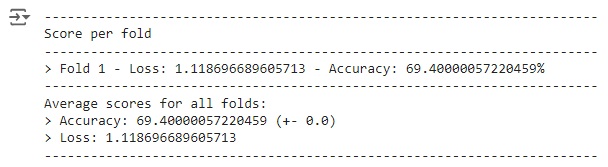 ------------------------------------------------------------------------
Score per fold
------------------------------------------------------------------------
> Fold 1 - Loss: 1.118696689605713 - Accuracy: 69.40000057220459%
------------------------------------------------------------------------
Average scores for all folds:
> Accuracy: 69.40000057220459 (+- 0.0)
> Loss: 1.118696689605713
------------------------------------------------------------------------